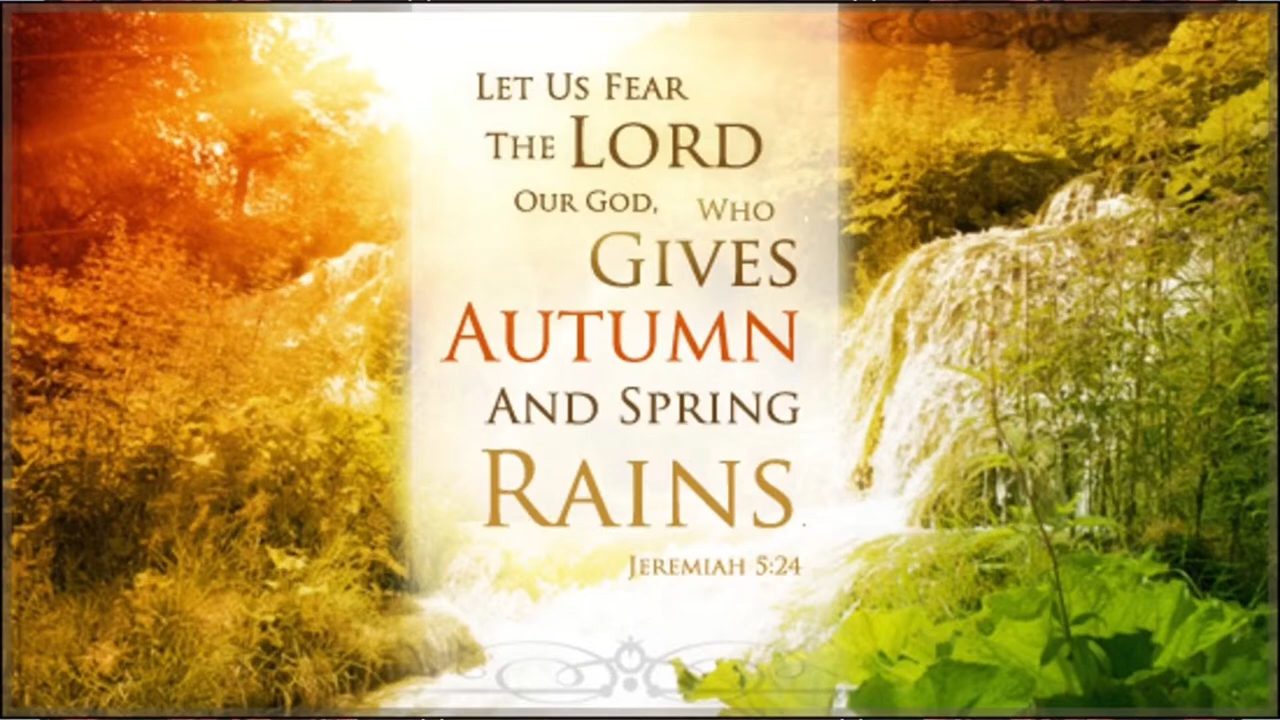 Let Us Fear
The Lord
Our God, Who
Gives
Autumn
And Spring
Rains.
Jeremiah 5:24